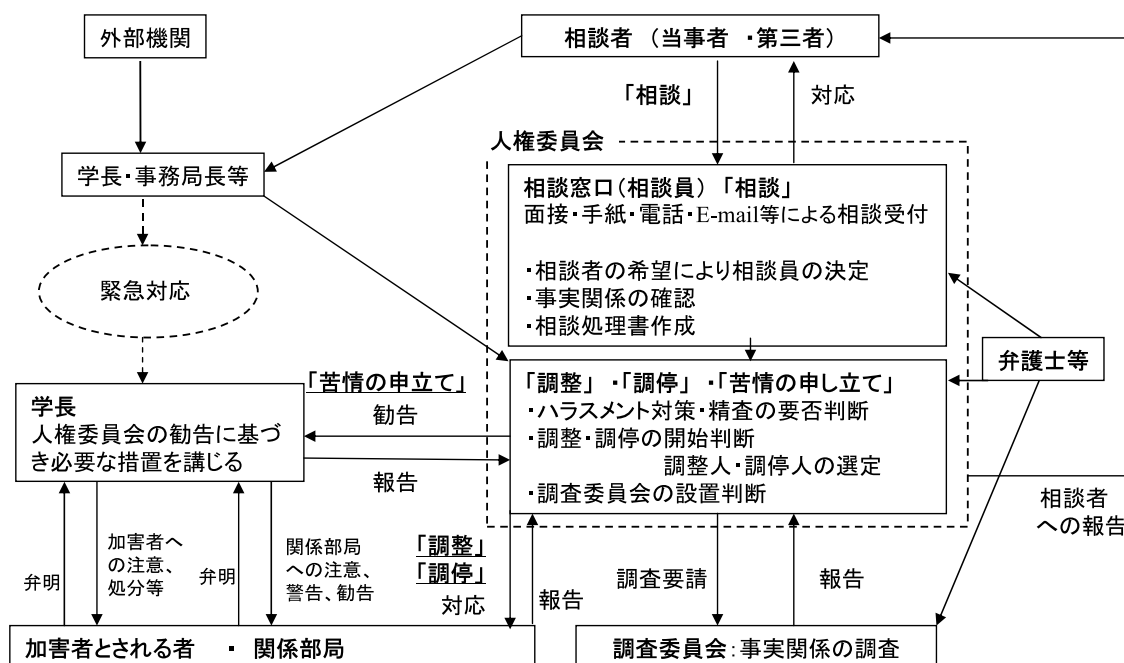 外部機関
相談者 (当事者 ・第三者)
「相談」
対応
人権委員会
学長・事務局長等
相談窓口(相談員) 「相談」
面接・手紙・電話・E-mail等による相談受付
・相談者の希望により相談員の決定
・事実関係の確認
・相談処理書作成
緊急対応
弁護士等
「苦情の申立て」
勧告
報告
学長
人権委員会の勧告に基づ
き必要な措置を講じる
「調整」 ・「調停」 ・「苦情の申し立て」
・ハラスメント対策・精査の要否判断
・調整・調停の開始判断
調整人・調停人の選定
・調査委員会の設置判断
相談者
への報告
弁明
加害者へ
の注意、
処分等
弁明
関係部局
への注意、
警告、勧告
「調整」
「調停」
対応
報告
調査要請
報告
加害者とされる者 ・ 関係部局
調査委員会:事実関係の調査